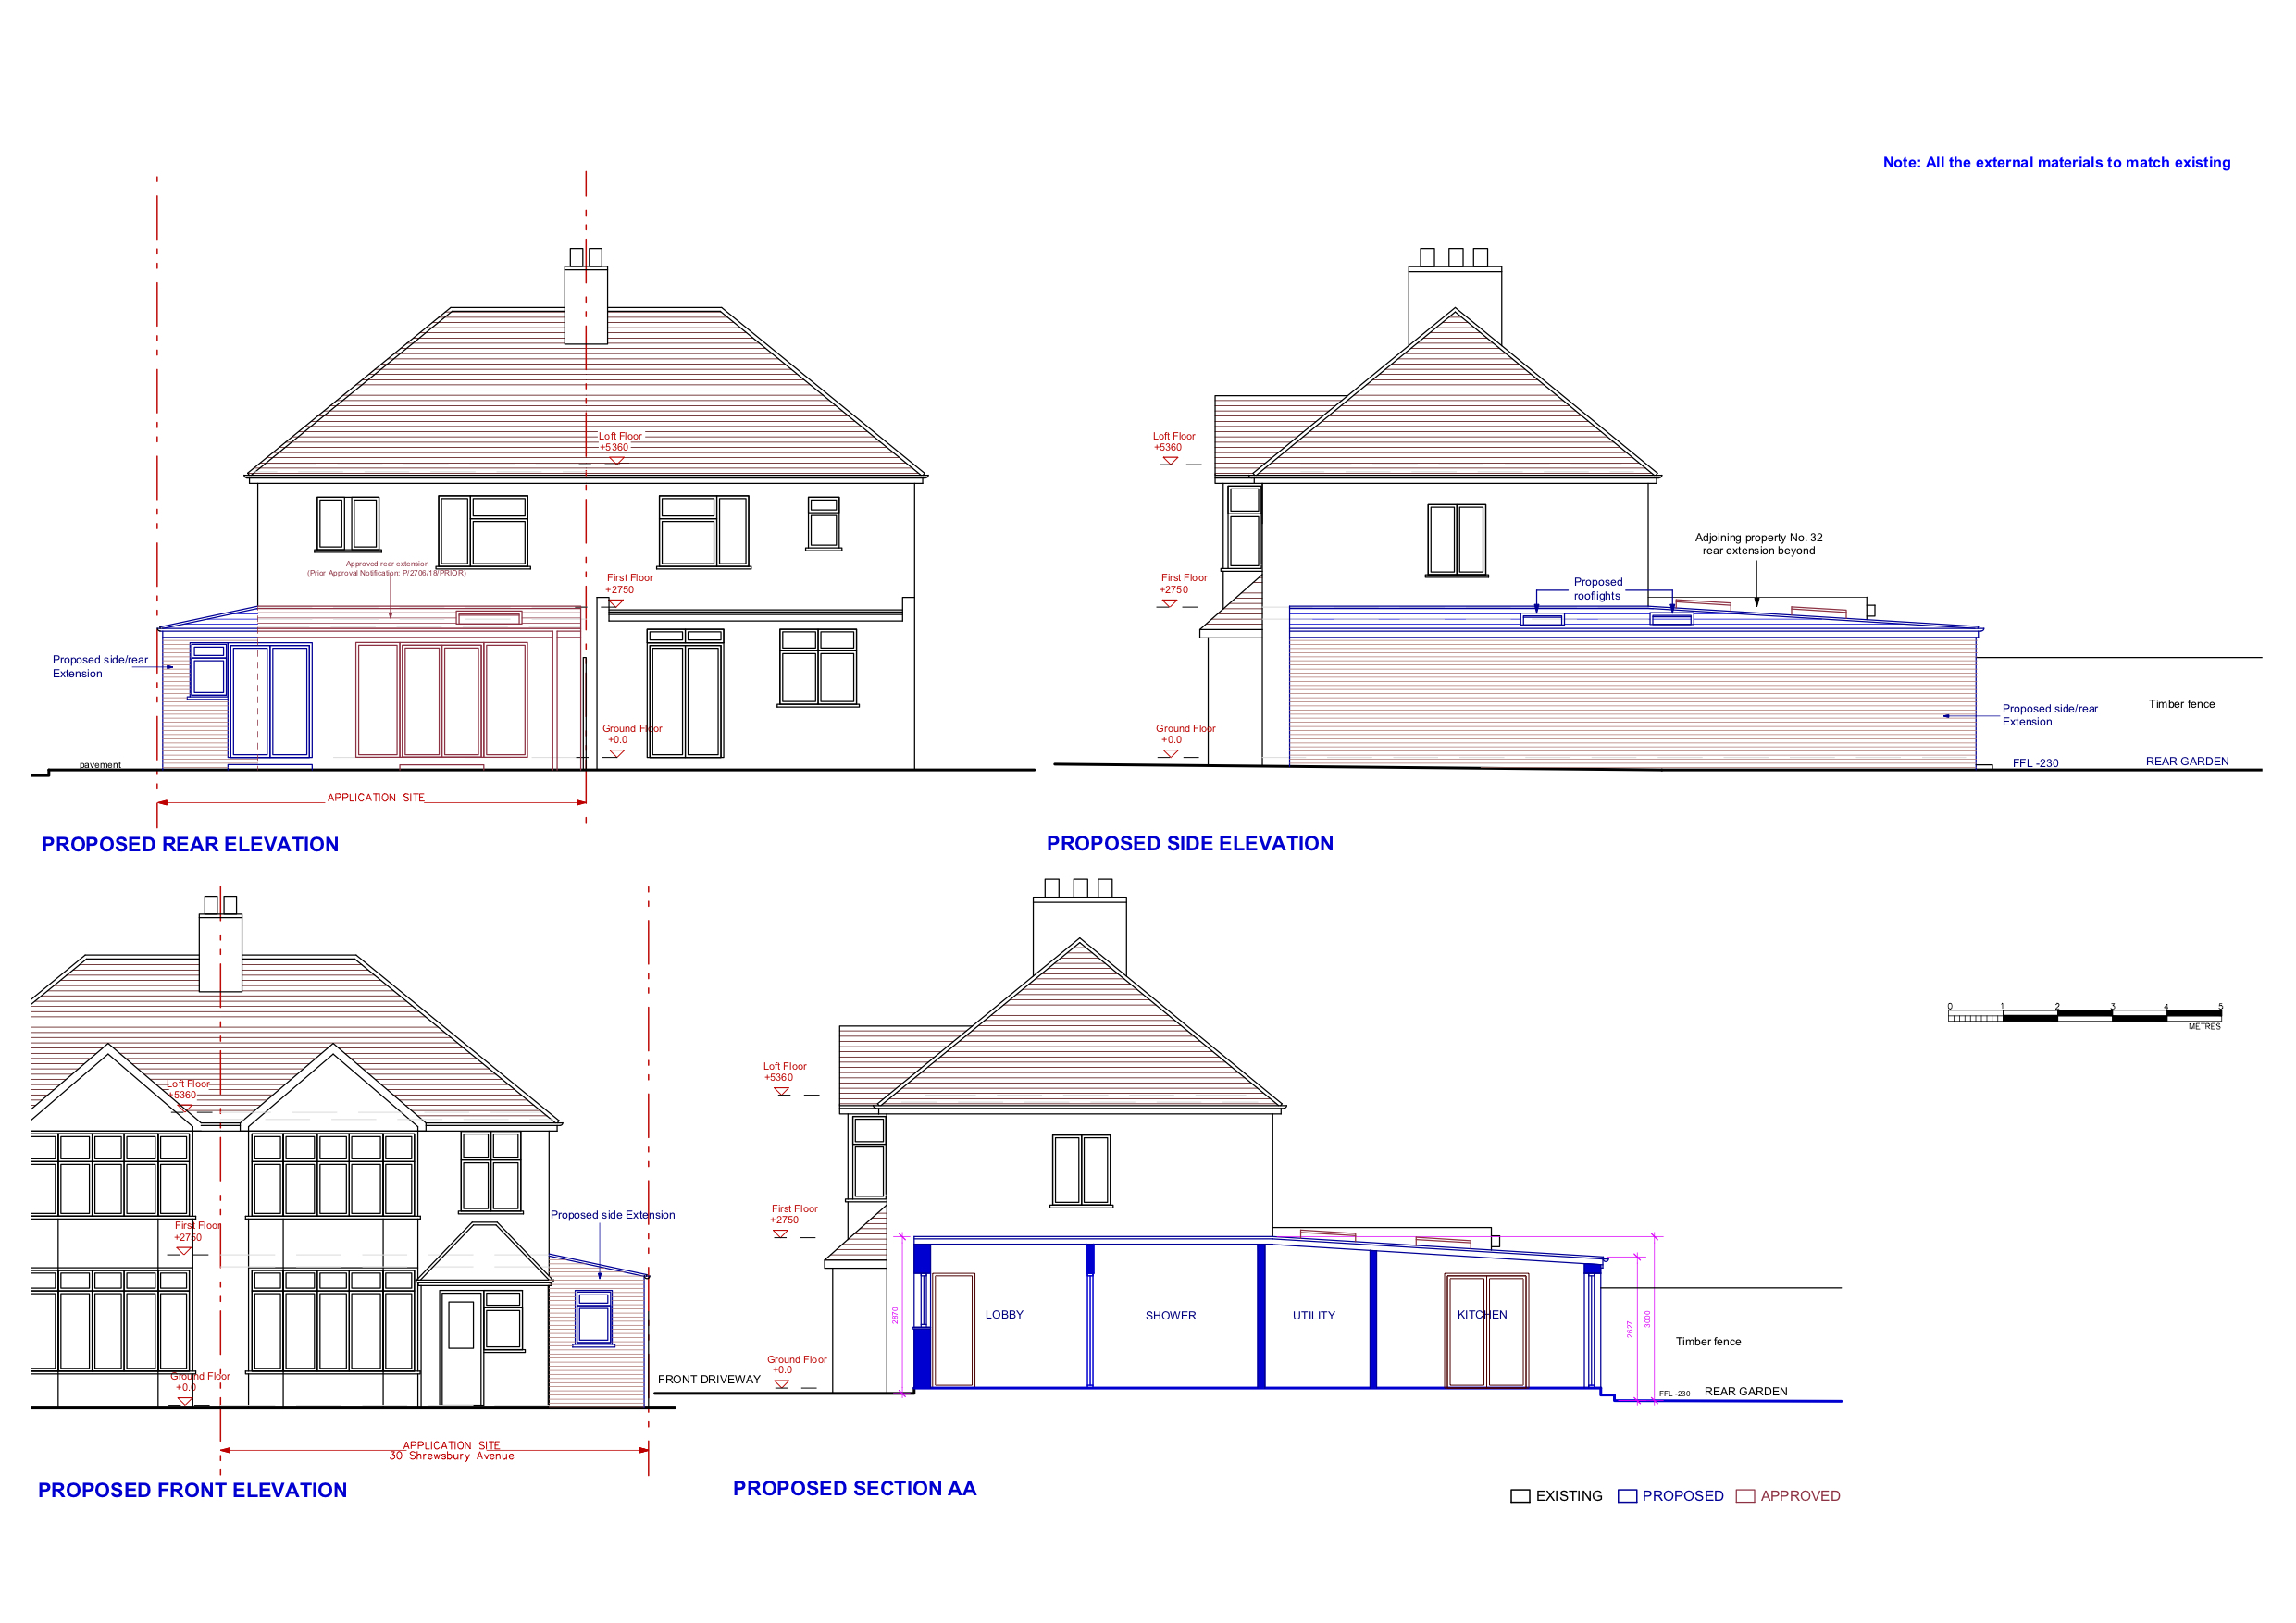 Note: All the external materials to match existing
Loft Floor
+5360
Approved rear extension
(Prior Approval Notification: P/2706/18/PRIOR)
First Floor
+2750
Proposed side/rear
Extension
Ground Floor
+0.0
pavement
APPLICATION SITE
PROPOSED REAR ELEVATION
Loft Floor
+5360
Adjoining property No. 32
rear extension beyond
First Floor
+2750
Proposed
rooflights
Timber fence
Proposed side/rear
Extension
Ground Floor
+0.0
FFL -230
REAR GARDEN
PROPOSED SIDE ELEVATION
Loft Floor
+5360
Proposed side Extension
First Floor
+2750
Ground Floor
+0.0
APPLICATION SITE
30 Shrewsbury Avenue
PROPOSED FRONT ELEVATION
Loft Floor
+5360
First Floor
+2750
2870
LOBBY
SHOWER
UTILITY
KITCHEN
2627
3000
Timber fence
Ground Floor
+0.0
FRONT DRIVEWAY
FFL -230
REAR GARDEN
PROPOSED SECTION AA
0 1 2 3 4 5
METRES
EXISTING
PROPOSED
APPROVED